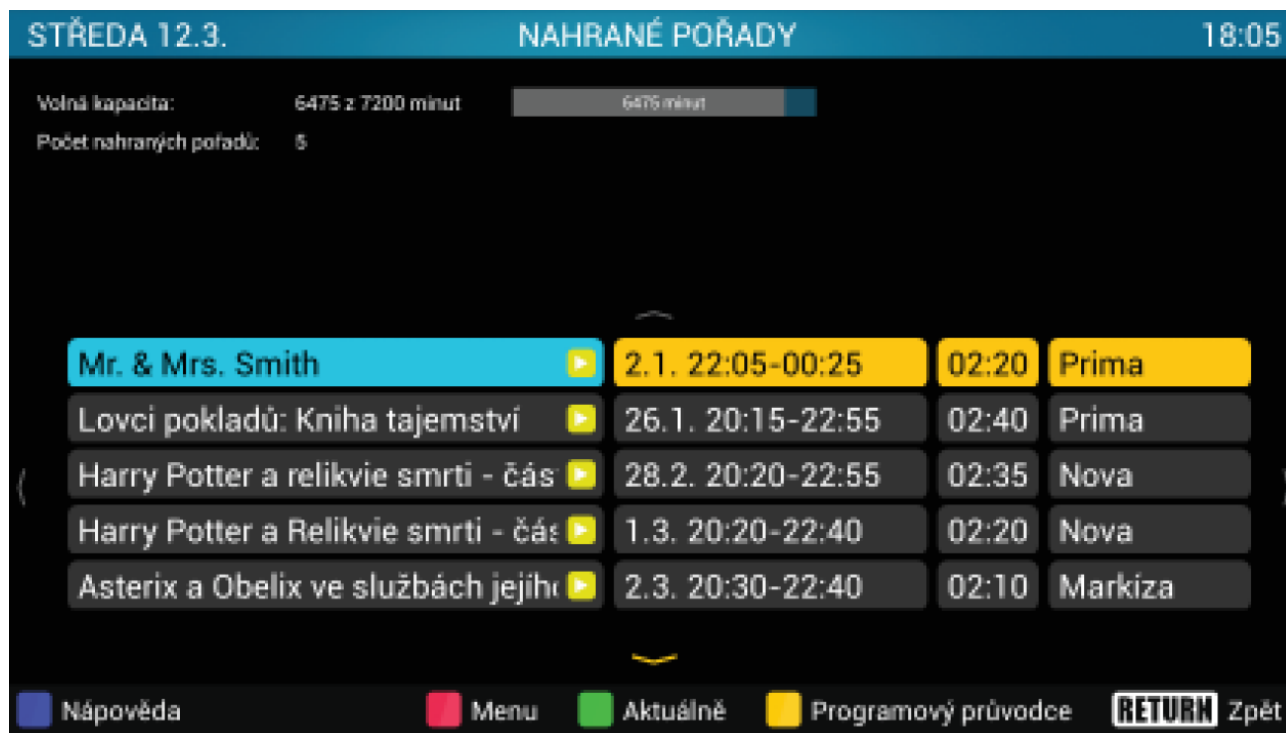 STŘEDA 12.3. NAHRANÉ POŘADY 18:05
Volná kapacita: 6475 z 7200 minut 6475 minut
Počet nahraných pořadů: 5
Mr. & Mrs. Smith 2.1. 22:05-00:25 02:20 Prima
Lovci pokladů: Kniha tajemství 26.1. 20:15-22:55 02:40 Prima
Harry Potter a relikvie smrti - čás 28.2. 20:20-22:55 02:35 Nova
Harry Potter a Relikvie smrti - čás 1.3. 20:20-22:40 02:20 Nova
Asterix a Obelix ve službách jejího 2.3. 20:30-22:40 02:10 Markíza
Nápověda Menu Aktuálně Programový průvodce RETURN Zpět